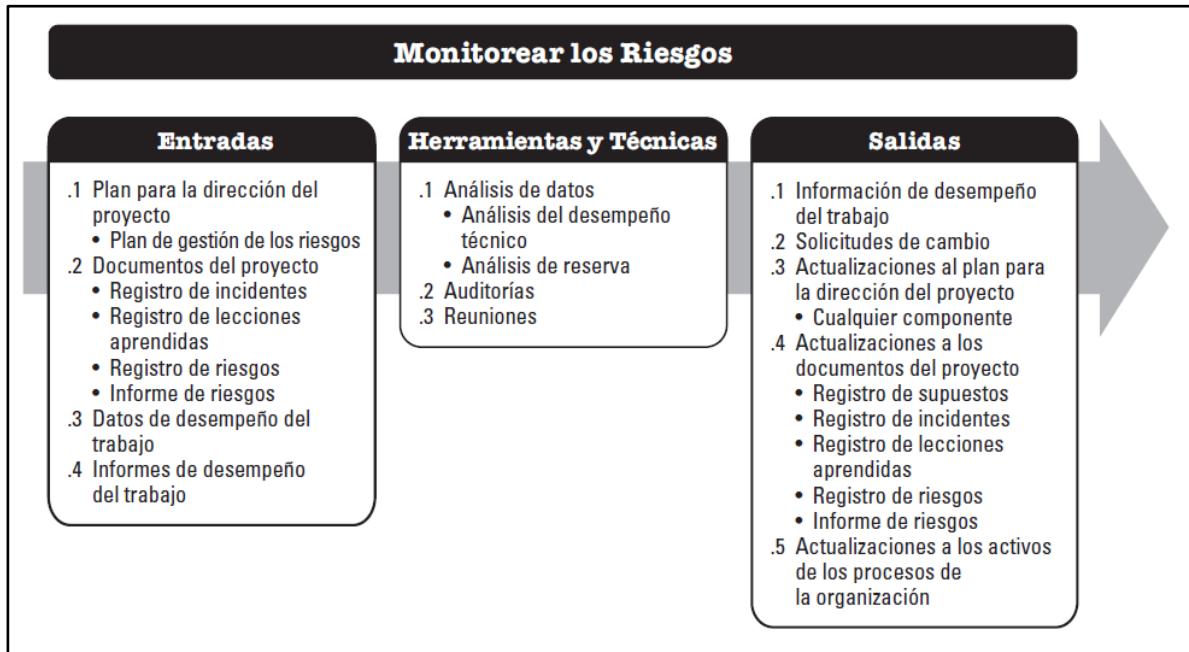 Monitorear los Riesgos
Entradas
.1 Plan para la dirección del
proyecto
• Plan de gestión de los riesgos
.2 Documentos del proyecto
• Registro de incidentes
• Registro de lecciones
aprendidas
• Registro de riesgos
• Informe de riesgos
.3 Datos de desempeño del
trabajo
.4 Informes de desempeño
del trabajo
Herramientas y Técnicas
.1 Análisis de datos
• Análisis del desempeño
técnico
• Análisis de reserva
.2 Auditorías
.3 Reuniones
Salidas
.1 Información de desempeño
del trabajo
.2 Solicitudes de cambio
.3 Actualizaciones al plan para
la dirección del proyecto
• Cualquier componente
.4 Actualizaciones a los
documentos del proyecto
• Registro de supuestos
• Registro de incidentes
• Registro de lecciones
aprendidas
• Registro de riesgos
• Informe de riesgos
.5 Actualizaciones a los activos
de los procesos de
la organización